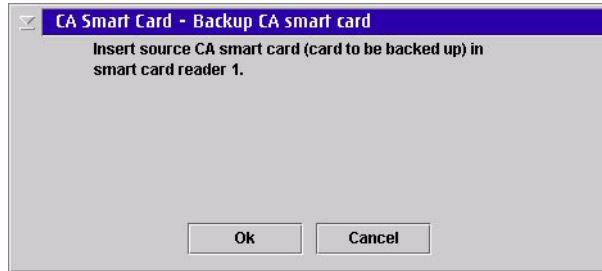 CA Smart Card - Backup CA smart card
Insert source CA smart card (card to be backed up) in
smart card reader 1.
Ok Cancel